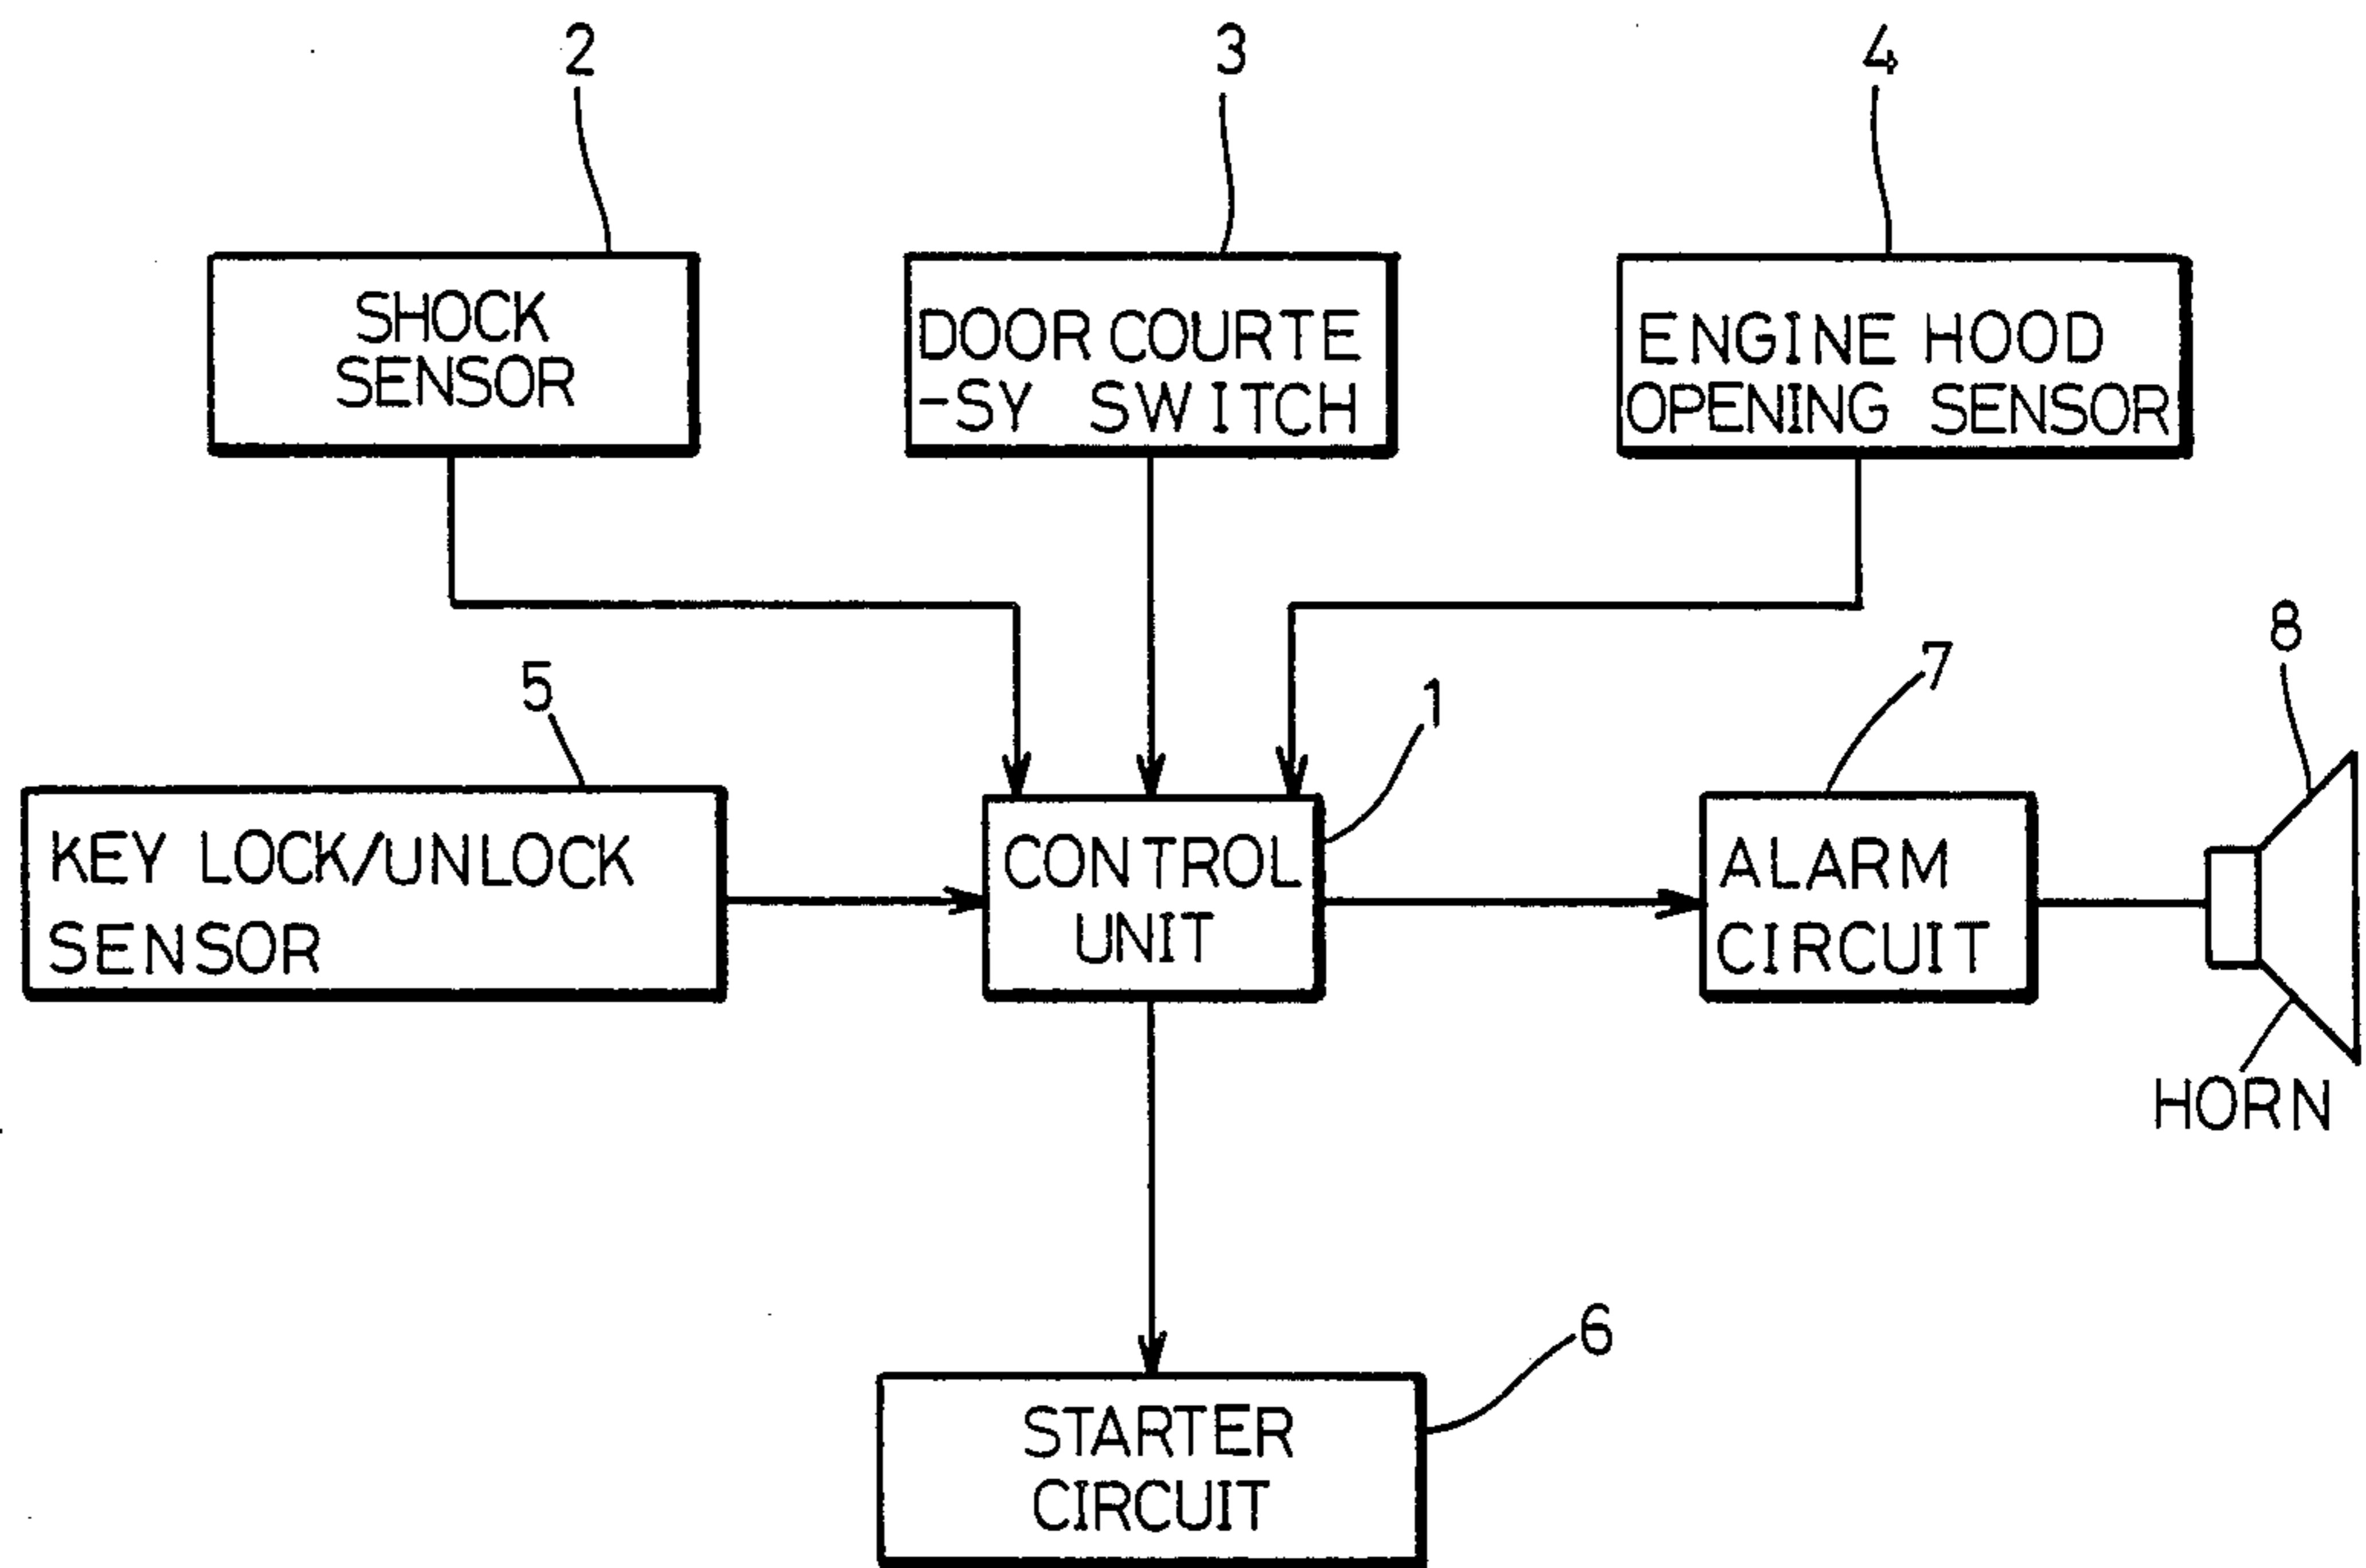 2
3
4
SHOCK
SENSOR
DOOR COURTE
-SY SWITCH
ENGINE HOOD
OPENING SENSOR
5
1
7
8
KEY LOCK/UNLOCK
SENSOR
CONTROL
UNIT
ALARM
CIRCUIT
HORN
6
STARTER
CIRCUIT